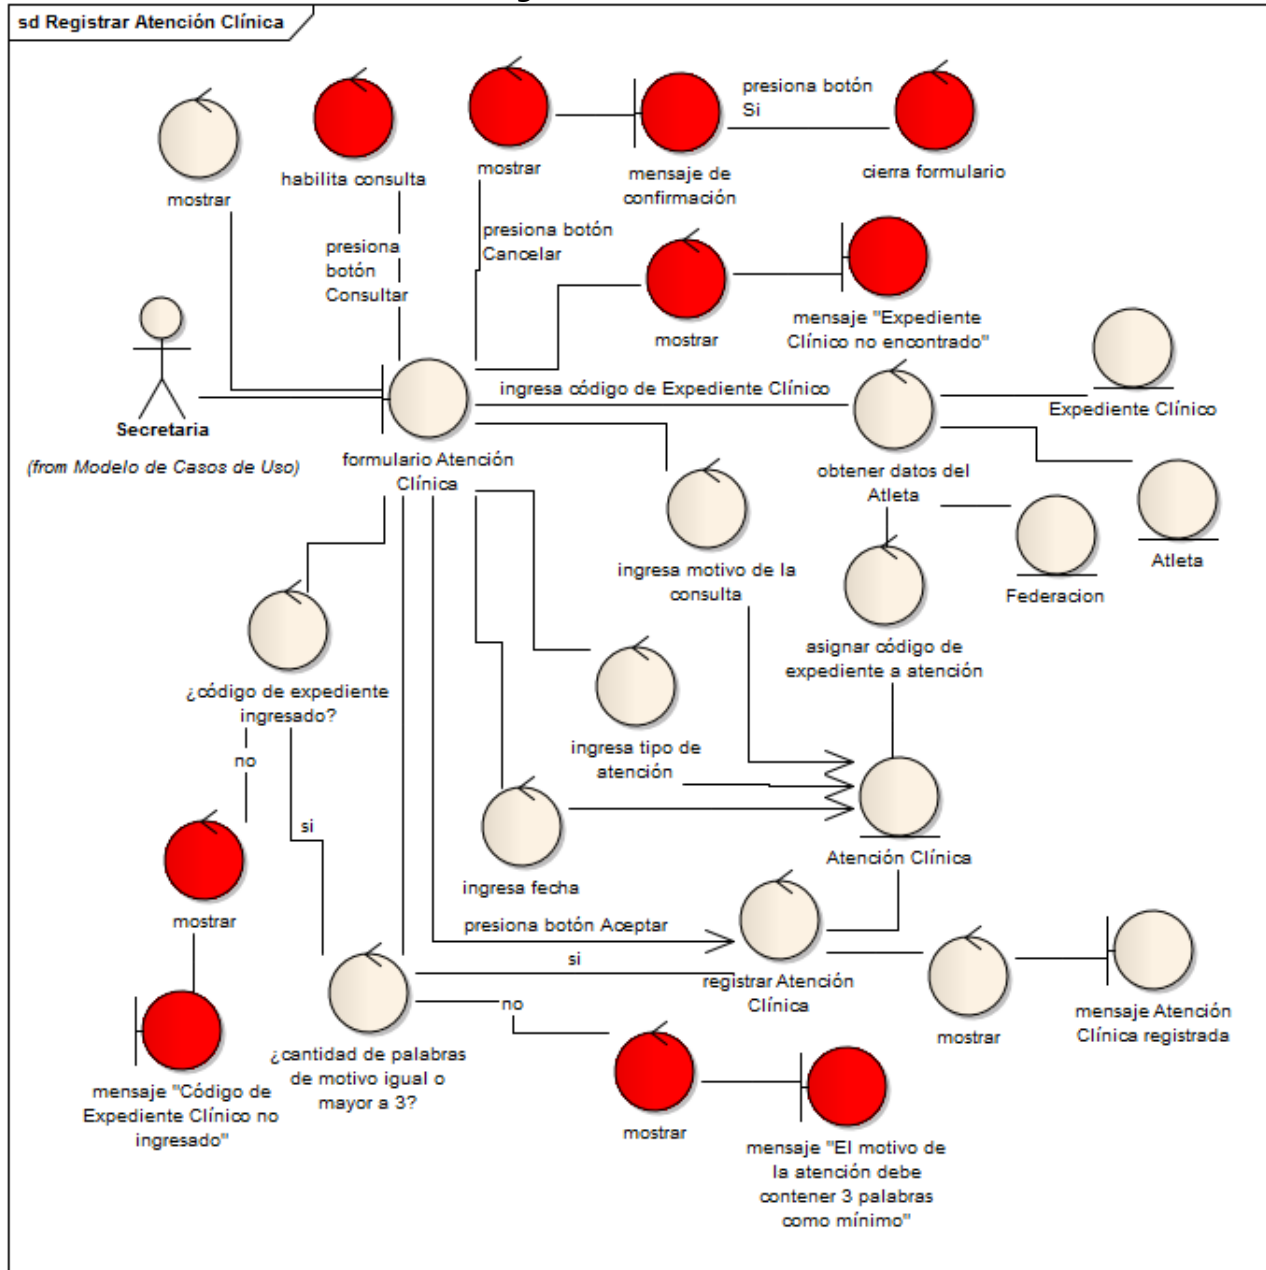 sd Registrar Atención Clínica
mostrar
habilita consulta
mostrar
mensaje de
confirmación
presiona botón
Si
cierra formulario
presiona
botón
Consultar
presiona botón
Cancelar
mostrar
mensaje "Expediente
Clínico no encontrado"
Secretaria
(from Modelo de Casos de Uso)
formulario Atención
Clínica
ingresa código de Expediente Clínico
obtener datos del
Atleta
Expediente Clínico
Atleta
Federacion
ingresa motivo de la
consulta
asignar código de
expediente a atención
¿código de expediente
ingresado?
no
si
ingresa tipo de
atención
ingresa fecha
Atención Clínica
mostrar
mensaje "Código de
Expediente Clínico no
ingresado"
presiona botón Aceptar
si
registrar Atención
Clínica
mostrar
mensaje Atención
Clínica registrada
¿cantidad de palabras
de motivo igual o
mayor a 3?
no
mostrar
mensaje "El motivo de
la atención debe
contener 3 palabras
como mínimo"